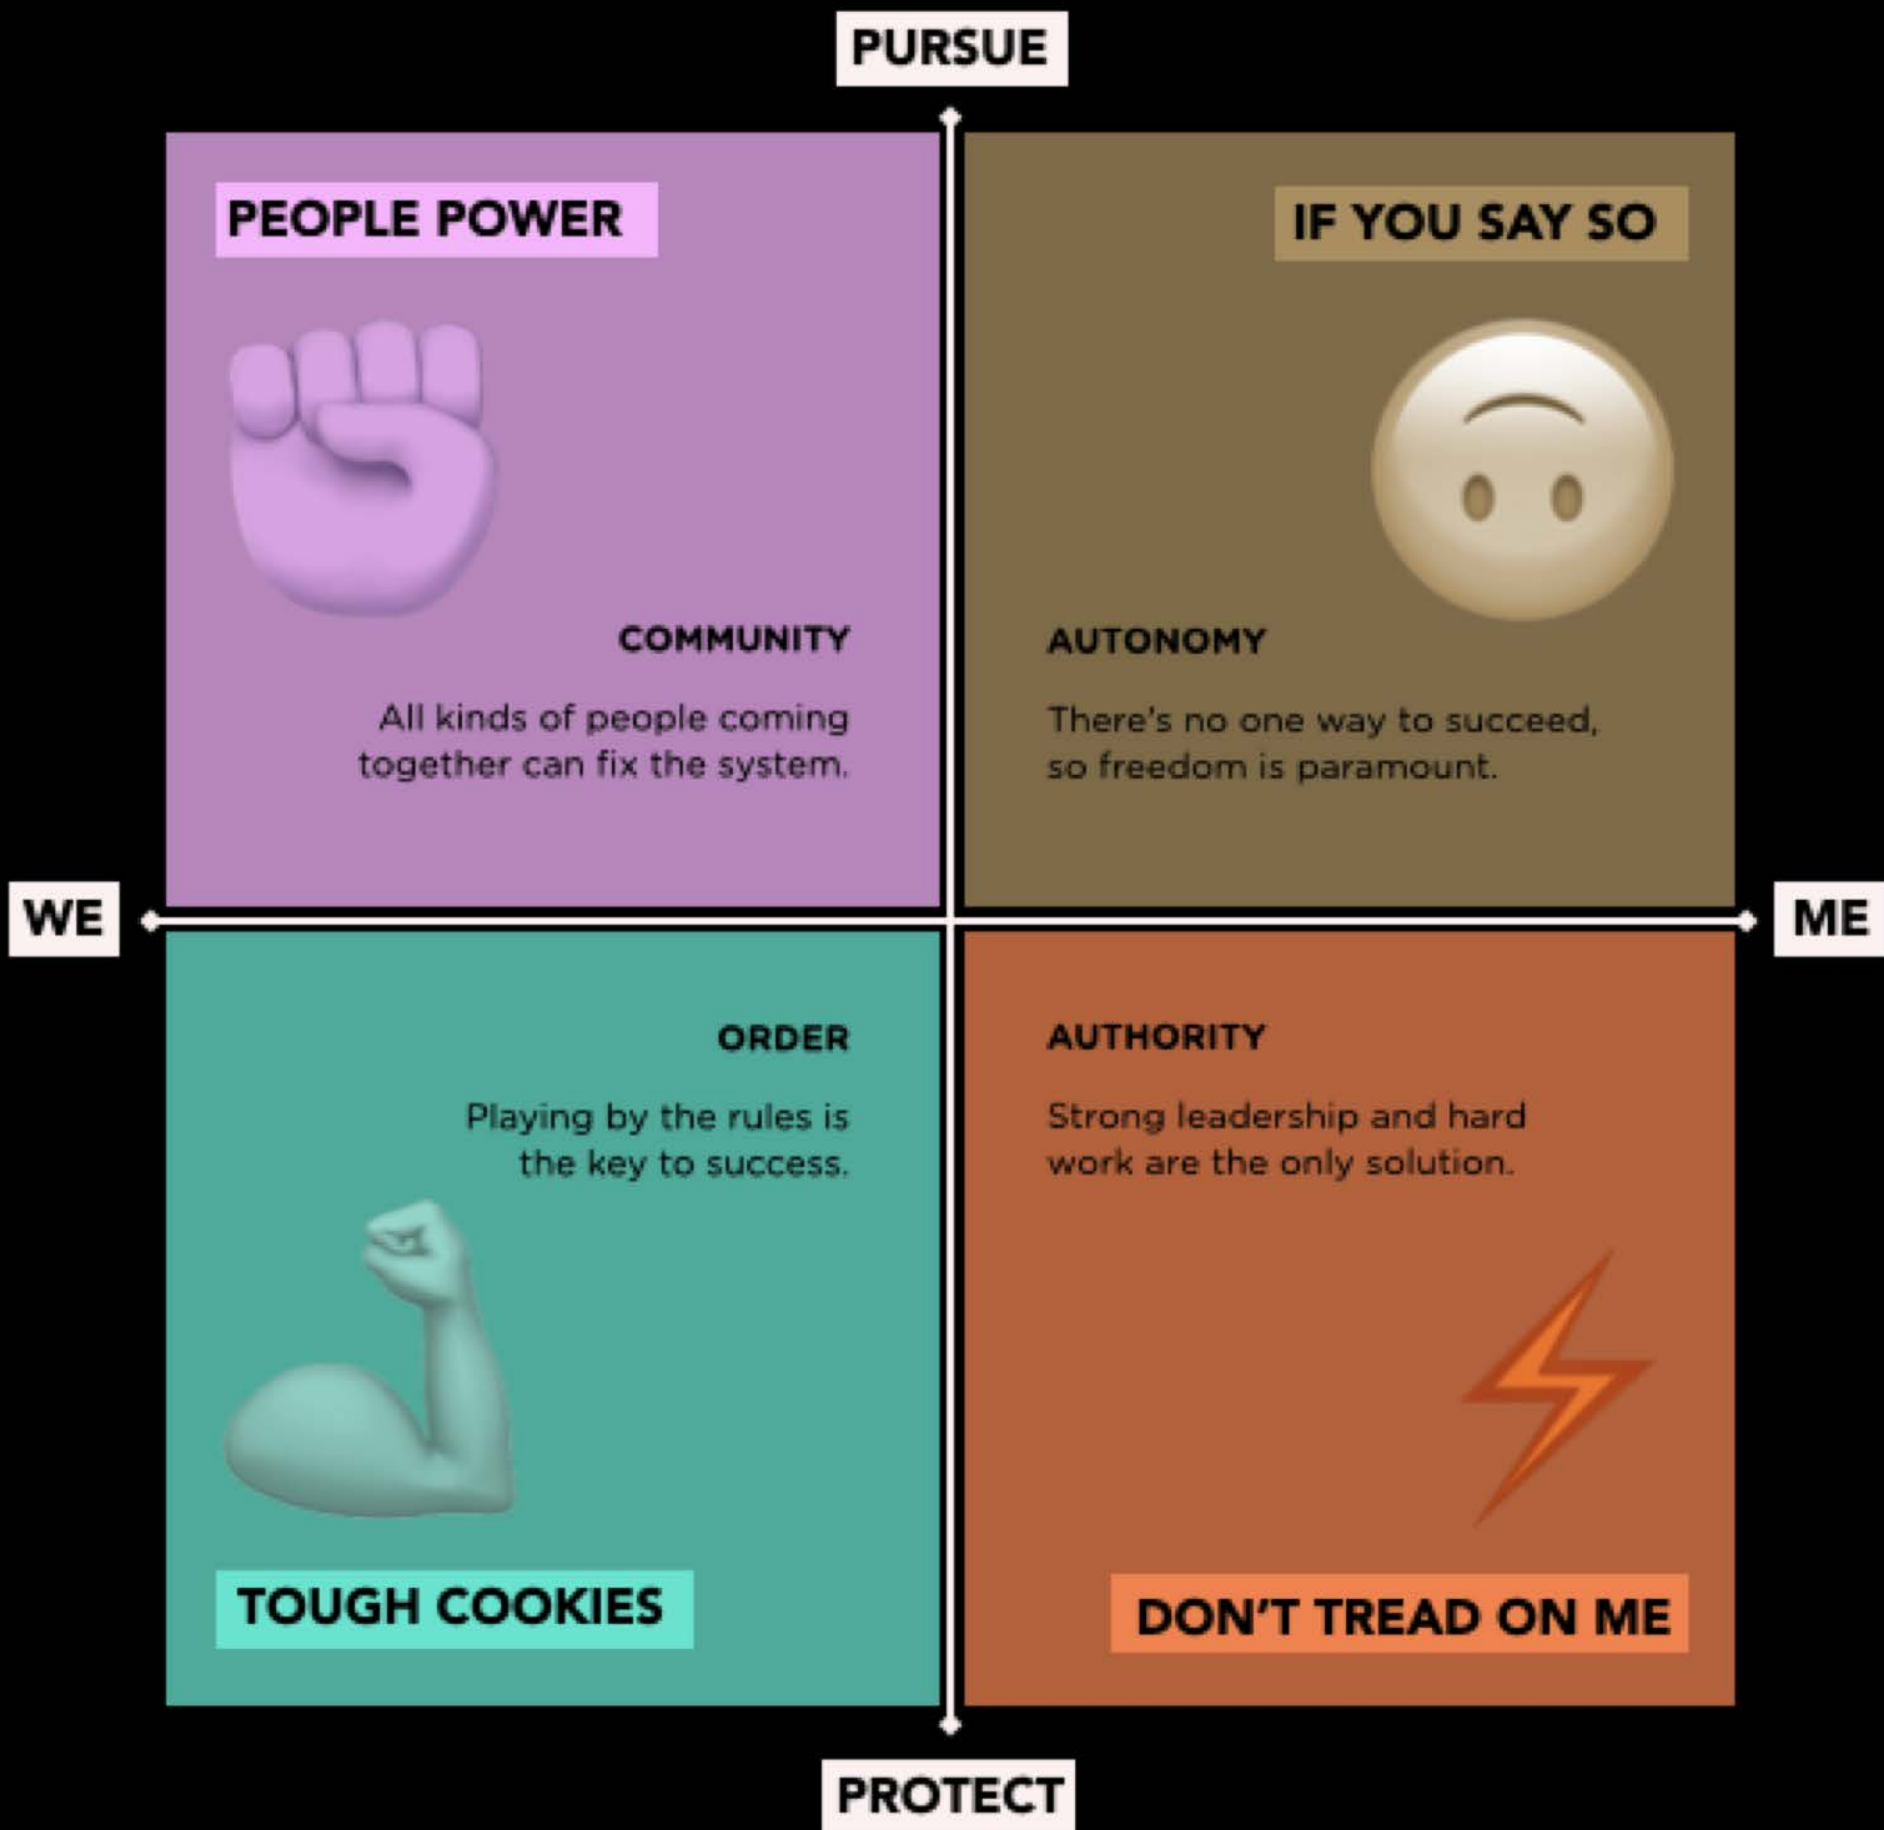 PURSUE
PEOPLE POWER
IF YOU SAY SO
COMMUNITY
All kinds of people coming
together can fix the system.
AUTONOMY
There's no one way to succeed,
so freedom is paramount.
WE
ME
ORDER
Playing by the rules is
the key to success.
AUTHORITY
Strong leadership and hard
work are the only solution.
TOUGH COOKIES
DON'T TREAD ON ME
PROTECT